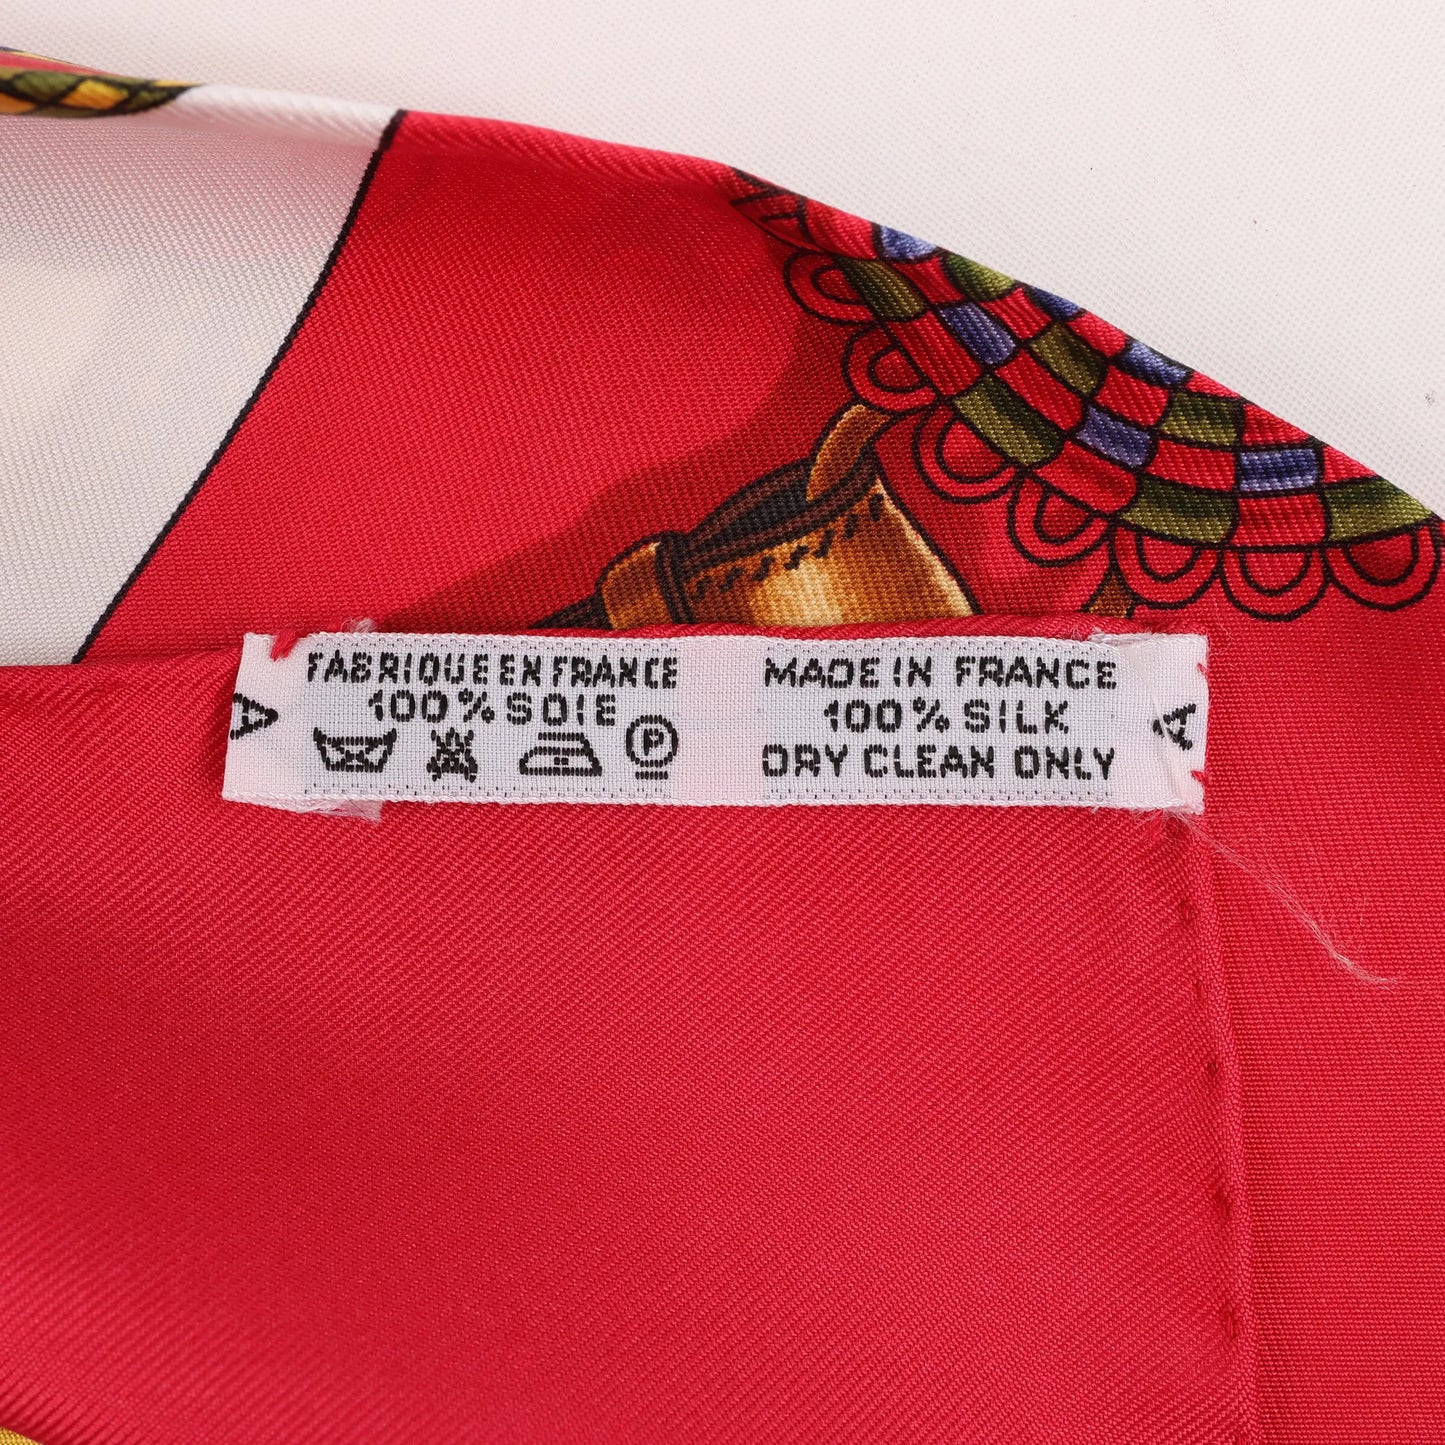 FABRIQUE EN FRANCE
100% SOIE
P
MADE IN FRANCE
100% SILK
DRY CLEAN ONLY
A
A